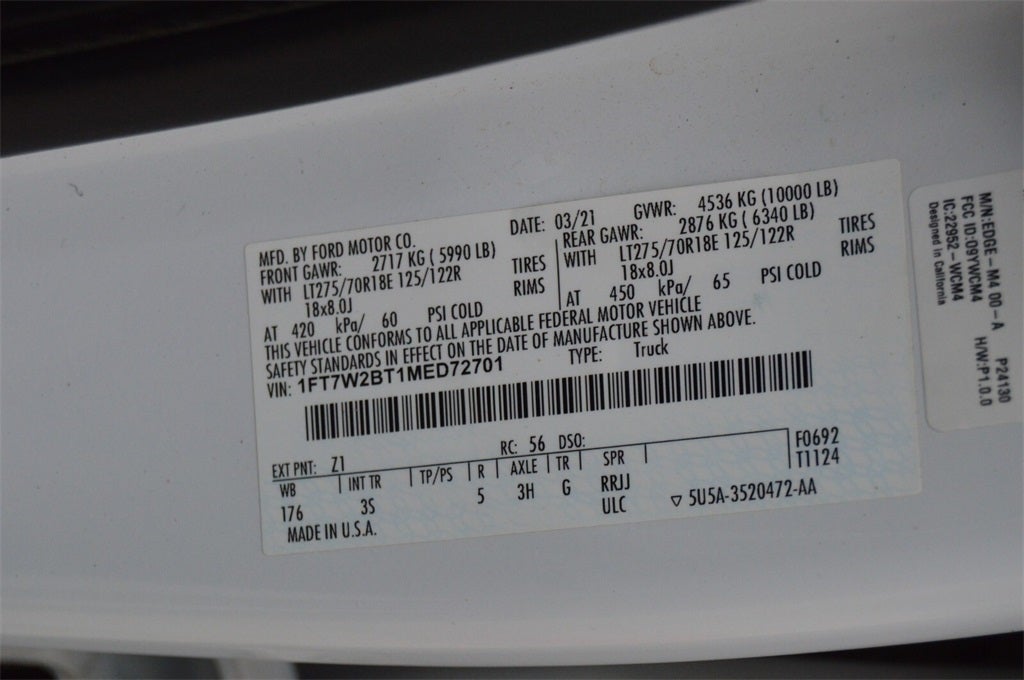 MFD. BY FORD MOTOR CO.
DATE: 03/21 GVWR: 4536 KG (10000 LB)
FRONT GAWR: 2717 KG ( 5990 LB)
WITH LT275/70R18E 125/122R TIRES
18x8.0J RIMS
AT 420 kPa/ 60 PSI COLD
REAR GAWR: 2876 KG ( 6340 LB)
WITH LT275/70R18E 125/122R TIRES
18x8.0J RIMS
AT 450 kPa/ 65 PSI COLD
THIS VEHICLE CONFORMS TO ALL APPLICABLE FEDERAL MOTOR VEHICLE
SAFETY STANDARDS IN EFFECT ON THE DATE OF MANUFACTURE SHOWN ABOVE.
VIN: 1FT7W2BT1MED72701 TYPE: Truck
EXT PNT: Z1 RC: 56 DSO: F0692
WB INT TR TP/PS R AXLE TR SPR T1124
176 3S 5 3H G RRJJ
ULC ▽ 5U5A-3520472-AA
MADE IN U.S.A.
M/N:EDGE-M4 00-A P24130
FCC ID:O9YWCM4 H/W:P1.0.0
IC:22952-WCM4
Designed in California